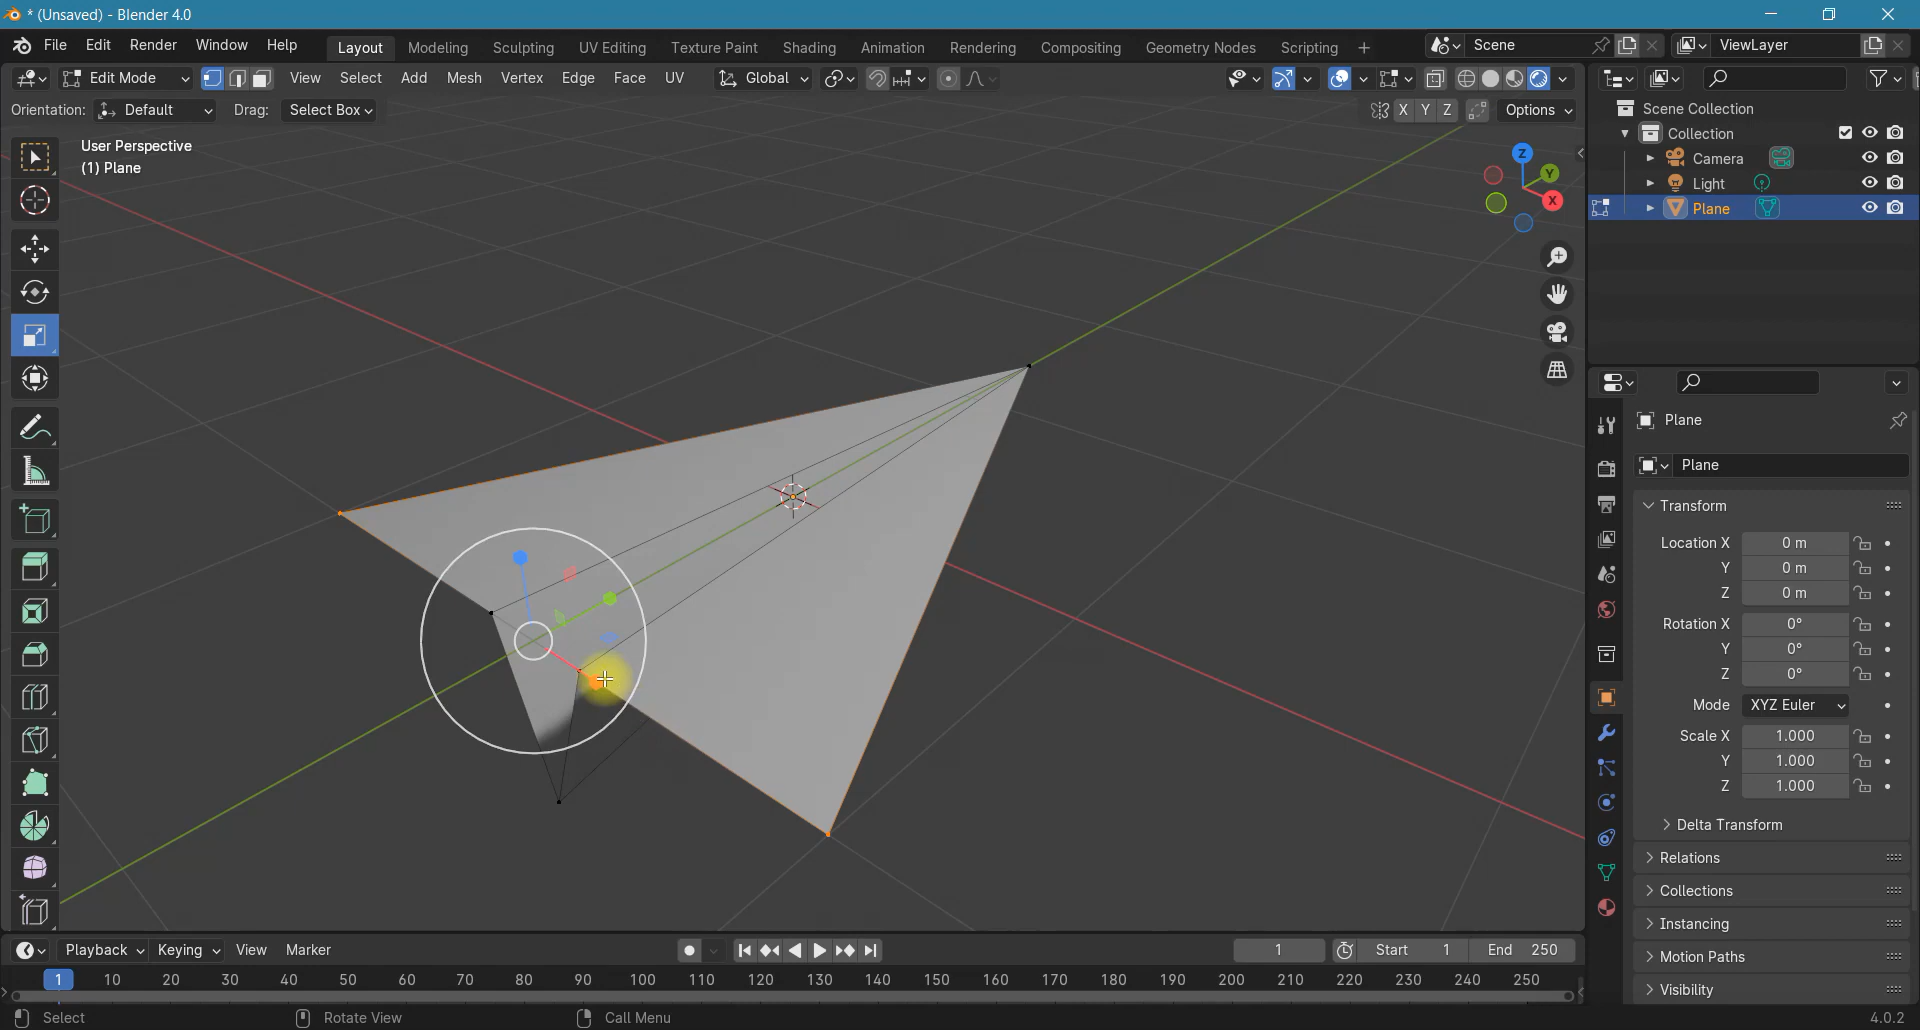 * (Unsaved) - Blender 4.0
File Edit Render Window Help Layout Modeling Sculpting UV Editing Texture Paint Shading Animation Rendering Compositing Geometry Nodes Scripting + Scene ViewLayer
Edit Mode View Select Add Mesh Vertex Edge Face UV Global
Orientation: Default Drag: Select Box X Y Z Options
User Perspective
(1) Plane
Z
Y
X
Scene Collection
Collection
Camera
Light
Plane
Plane
Plane
Transform
Location X 0 m
Y 0 m
Z 0 m
Rotation X 0°
Y 0°
Z 0°
Mode XYZ Euler
Scale X 1.000
Y 1.000
Z 1.000
Delta Transform
Relations
Collections
Instancing
Motion Paths
Visibility
Playback Keying View Marker 1 Start 1 End 250
1 10 20 30 40 50 60 70 80 90 100 110 120 130 140 150 160 170 180 190 200 210 220 230 240 250
Select Rotate View Call Menu 4.0.2